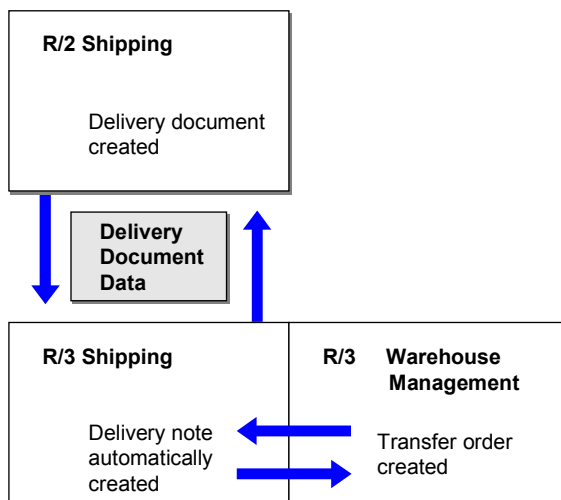 R/2 Shipping
Delivery document
created
Delivery
Document
Data
R/3 Shipping
Delivery note
automatically
created
R/3 Warehouse
Management
Transfer order
created